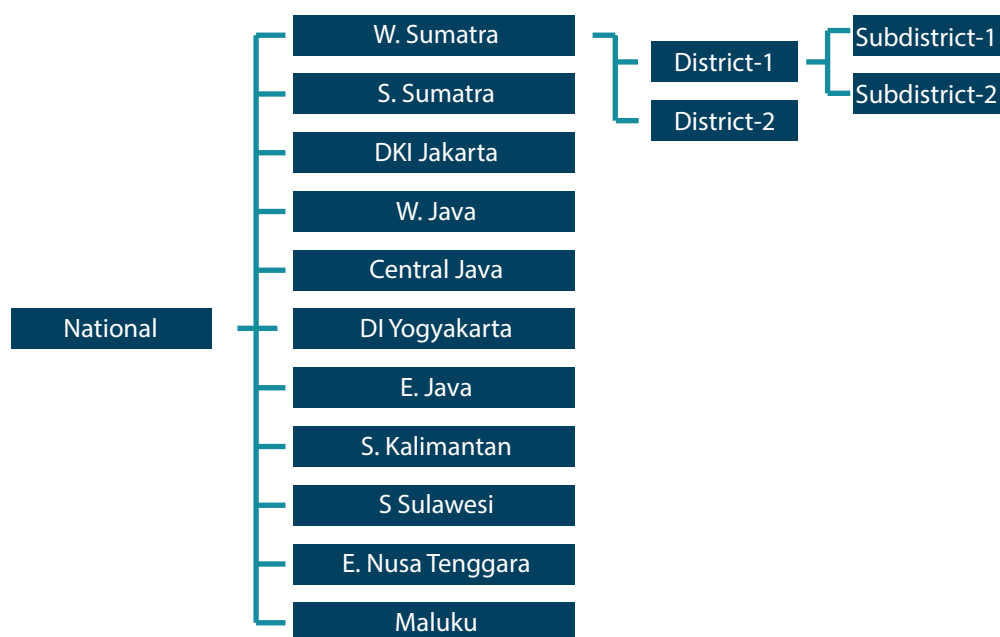 W. Sumatra
Subdistrict-1
District-1
S. Sumatra
Subdistrict-2
District-2
DKI Jakarta
W. Java
Central Java
National
DI Yogyakarta
E. Java
S. Kalimantan
S Sulawesi
E. Nusa Tenggara
Maluku